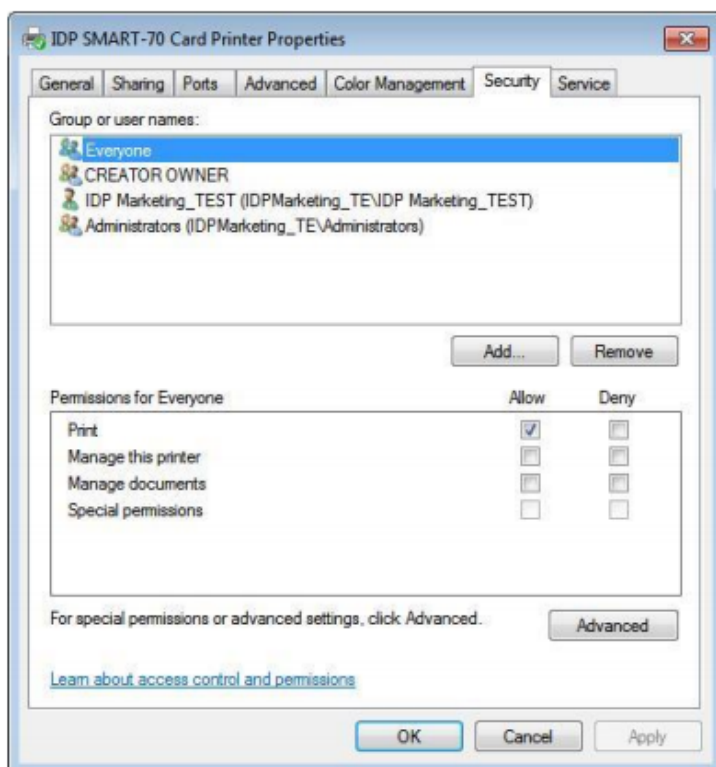 IDP SMART-70 Card Printer Properties
General Sharing Ports Advanced Color Management Security Service
Group or user names:
Everyone
CREATOR OWNER
IDP Marketing_TEST (IDPMarketing_TE\IDP Marketing_TEST)
Administrators (IDPMarketing_TE\Administrators)
Add... Remove
Permissions for Everyone Allow Deny
Print
Manage this printer
Manage documents
Special permissions
For special permissions or advanced settings, click Advanced. Advanced
Learn about access control and permissions
OK Cancel Apply